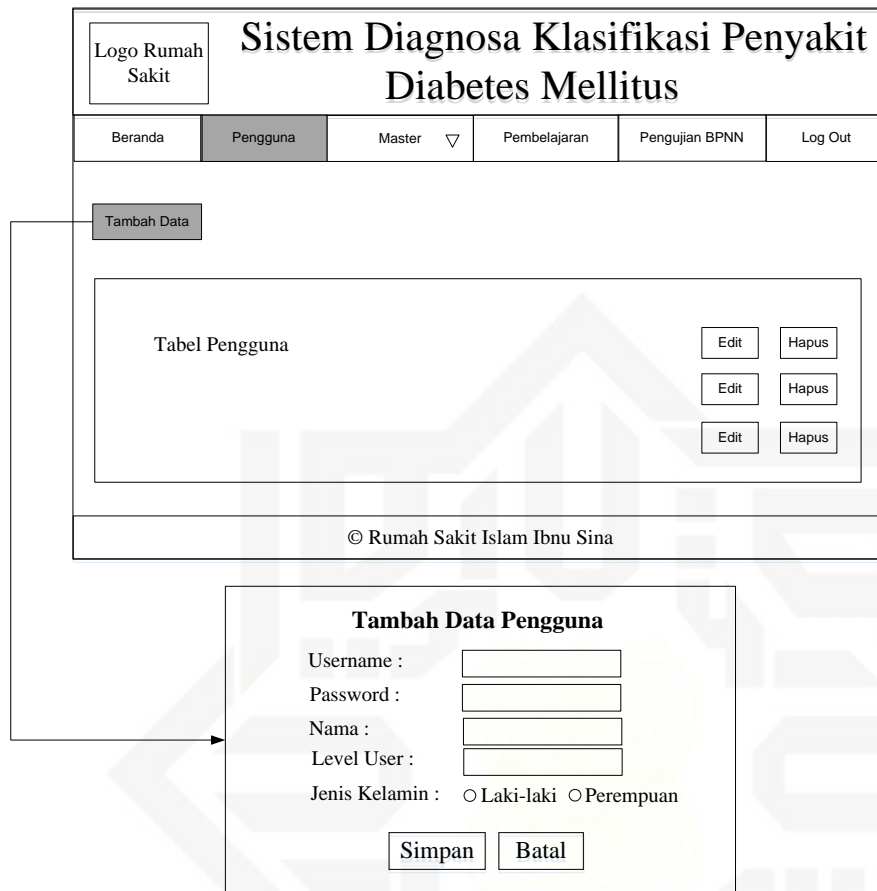 Logo Rumah
Sakit
Sistem Diagnosa Klasifikasi Penyakit
Diabetes Mellitus
Beranda Pengguna Master ▽ Pembelajaran Pengujian BPNN Log Out
Tambah Data
Tabel Pengguna
Edit Hapus
Edit Hapus
Edit Hapus
© Rumah Sakit Islam Ibnu Sina
Tambah Data Pengguna
Username :
Password :
Nama :
Level User :
Jenis Kelamin : Laki-laki Perempuan
Simpan Batal